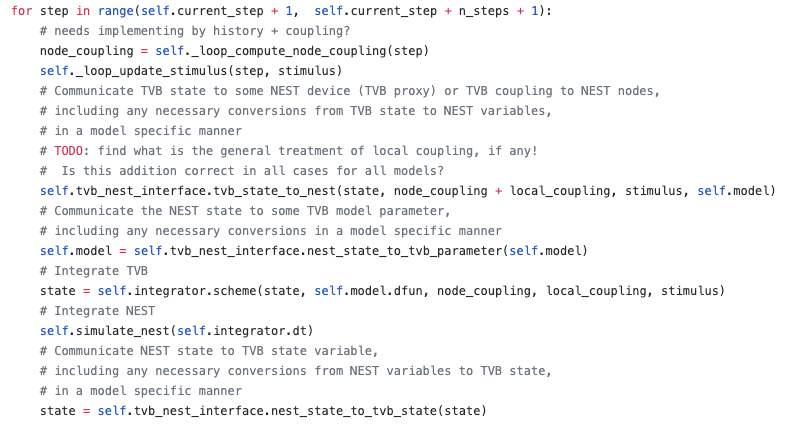 for step in range(self.current_step + 1,  self.current_step + n_steps + 1):
    # needs implementing by history + coupling?
    node_coupling = self._loop_compute_node_coupling(step)
    self._loop_update_stimulus(step, stimulus)
    # Communicate TVB state to some NEST device (TVB proxy) or TVB coupling to NEST nodes,
    # including any necessary conversions from TVB state to NEST variables,
    # in a model specific manner
    # TODO: find what is the general treatment of local coupling, if any!
    #  Is this addition correct in all cases for all models?
    self.tvb_nest_interface.tvb_state_to_nest(state, node_coupling + local_coupling, stimulus, self.model)
    # Communicate the NEST state to some TVB model parameter,
    # including any necessary conversions in a model specific manner
    self.model = self.tvb_nest_interface.nest_state_to_tvb_parameter(self.model)
    # Integrate TVB
    state = self.integrator.scheme(state, self.model.dfun, node_coupling, local_coupling, stimulus)
    # Integrate NEST
    self.simulate_nest(self.integrator.dt)
    # Communicate NEST state to TVB state variable,
    # including any necessary conversions from NEST variables to TVB state,
    # in a model specific manner
    state = self.tvb_nest_interface.nest_state_to_tvb_state(state)